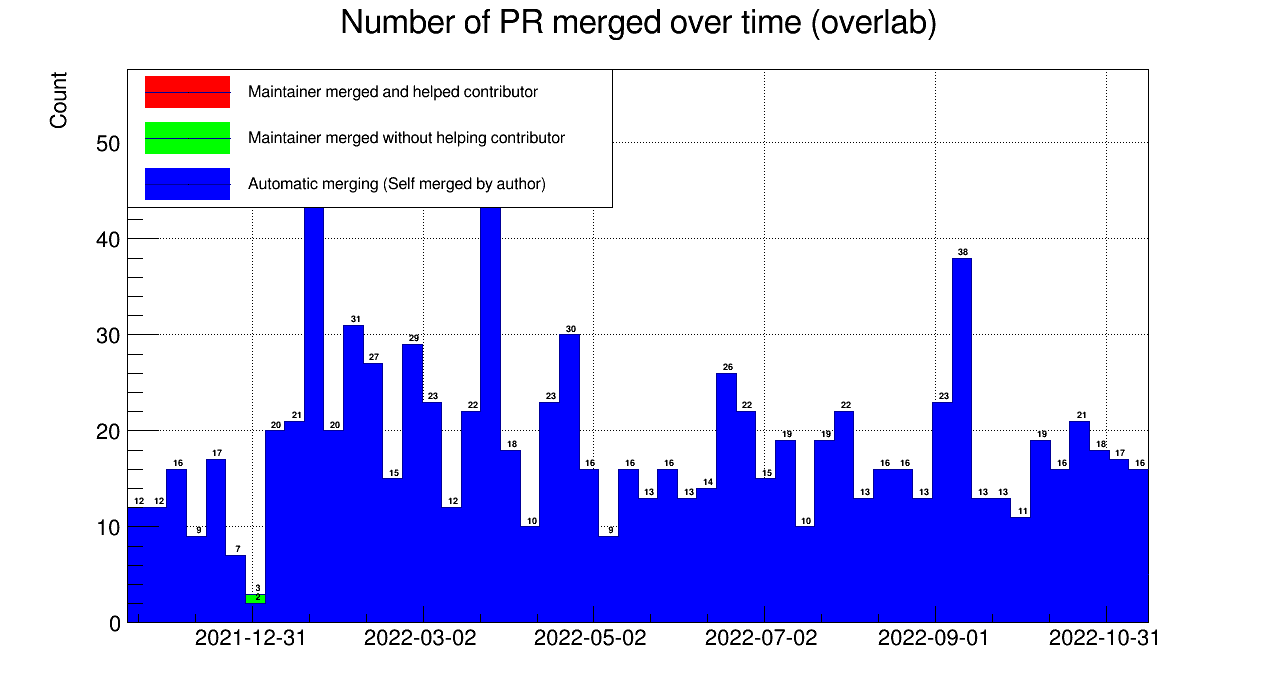 Number of PR merged over time (overlab)
Count
Maintainer merged and helped contributor
Maintainer merged without helping contributor
Automatic merging (Self merged by author)
50
40
30
20
10
0
12 12 16 9 17 7 3 2 20 21 20 31 27 15 29 23 12 22 18 10 23 30 16 9 16 13 16 13 14 26 22 15 19 10 19 22 13 16 16 13 23 38 13 13 11 19 16 21 18 17 16
2021-12-31 2022-03-02 2022-05-02 2022-07-02 2022-09-01 2022-10-31